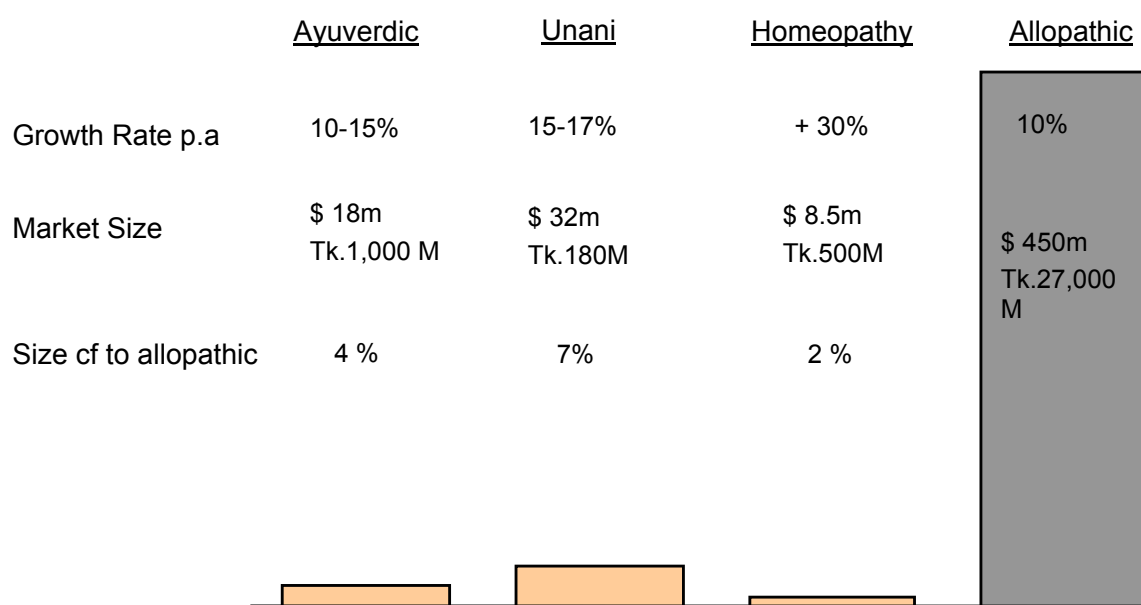 Ayuverdic Unani Homeopathy Allopathic
Growth Rate p.a 10-15% 15-17% + 30% 10%
Market Size $ 18m $ 32m $ 8.5m $ 450m
Tk.1,000 M Tk.180M Tk.500M Tk.27,000
M
Size cf to allopathic 4 % 7% 2 %